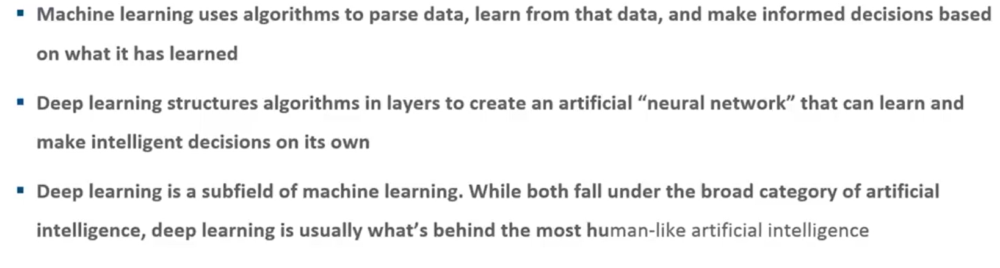 ▪ Machine learning uses algorithms to parse data, learn from that data, and make informed decisions based
on what it has learned
▪ Deep learning structures algorithms in layers to create an artificial “neural network” that can learn and
make intelligent decisions on its own
▪ Deep learning is a subfield of machine learning. While both fall under the broad category of artificial
intelligence, deep learning is usually what’s behind the most human-like artificial intelligence